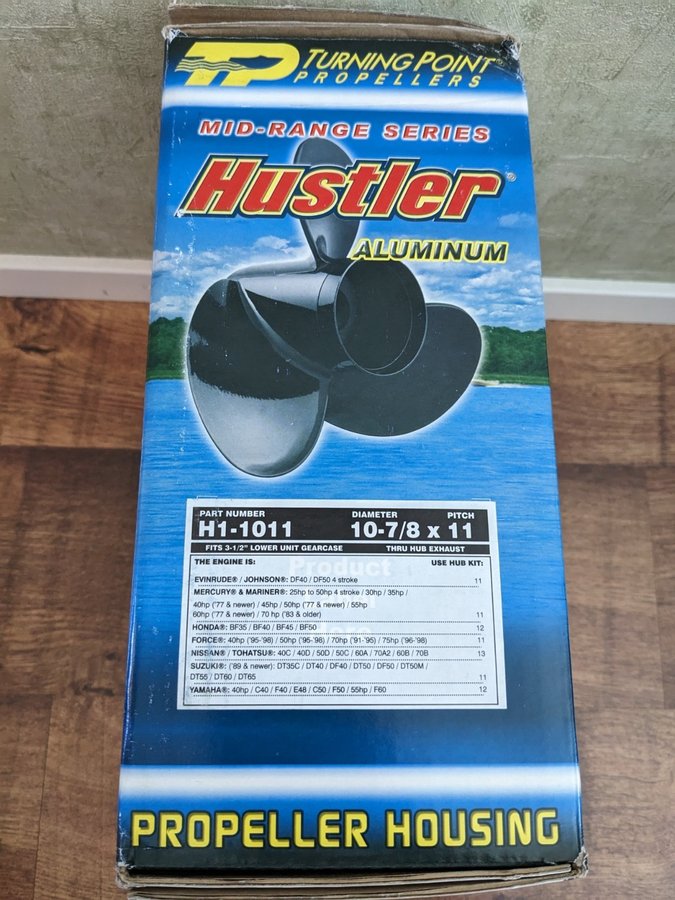 TP TURNING POINT®
PROPELLERS
MID-RANGE SERIES
Hustler®
ALUMINUM
PART NUMBER DIAMETER PITCH
H1-1011 10-7/8 x 11
FITS 3-1/2" LOWER UNIT GEARCASE THRU HUB EXHAUST
Product
THE ENGINE IS: USE HUB KIT:
EVINRUDE® / JOHNSON®: DF40 / DF50 4 stroke 11
MERCURY® & MARINER®: 25hp to 50hp 4 stroke / 30hp / 35hp /
40hp ('77 & newer) / 45hp / 50hp ('77 & newer) / 55hp
60hp ('77 & newer) / 70 hp ('83 & older) 11
HONDA®: BF35 / BF40 / BF45 / BF50 12
FORCE®: 40hp ('95-'98) / 50hp ('95-'98) / 70hp ('91-'95) / 75hp ('96-'98) 11
NISSAN® / TOHATSU®: 40C / 40D / 50D / 50C / 60A / 70A2 / 60B / 70B 13
SUZUKI®: ('89 & newer): DT35C / DT40 / DF40 / DT50 / DF50 / DT50M /
DT55 / DT60 / DT65 11
YAMAHA®: 40hp / C40 / F40 / E48 / C50 / F50 / 55hp / F60 12
PROPELLER HOUSING